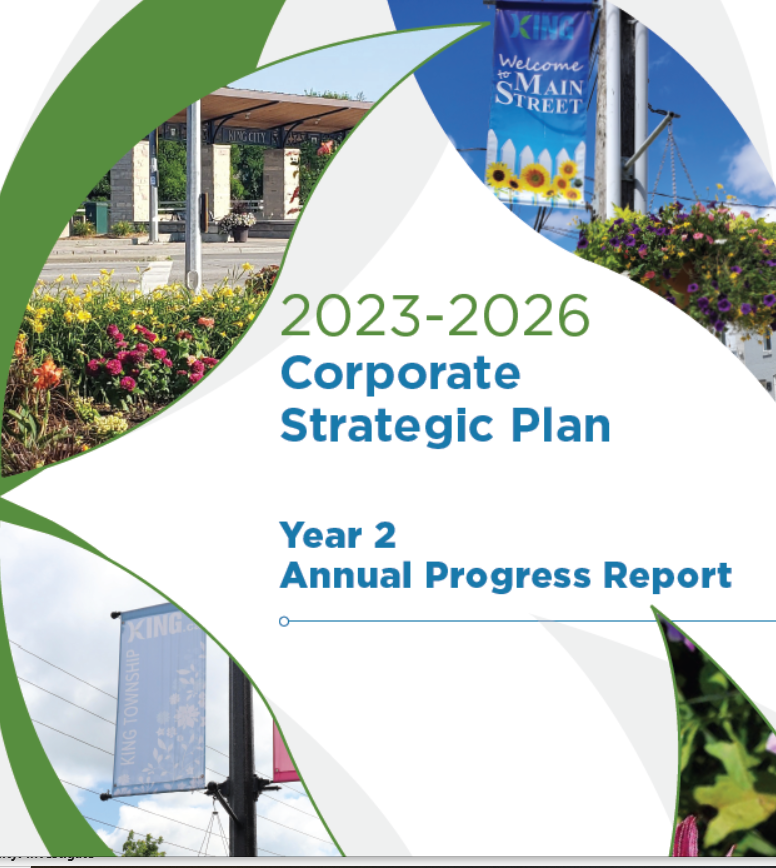 KING
Welcome
to MAIN
STREET
KING CITY
2023-2026
Corporate
Strategic Plan
Year 2
Annual Progress Report
KING
KING TOWNSHIP